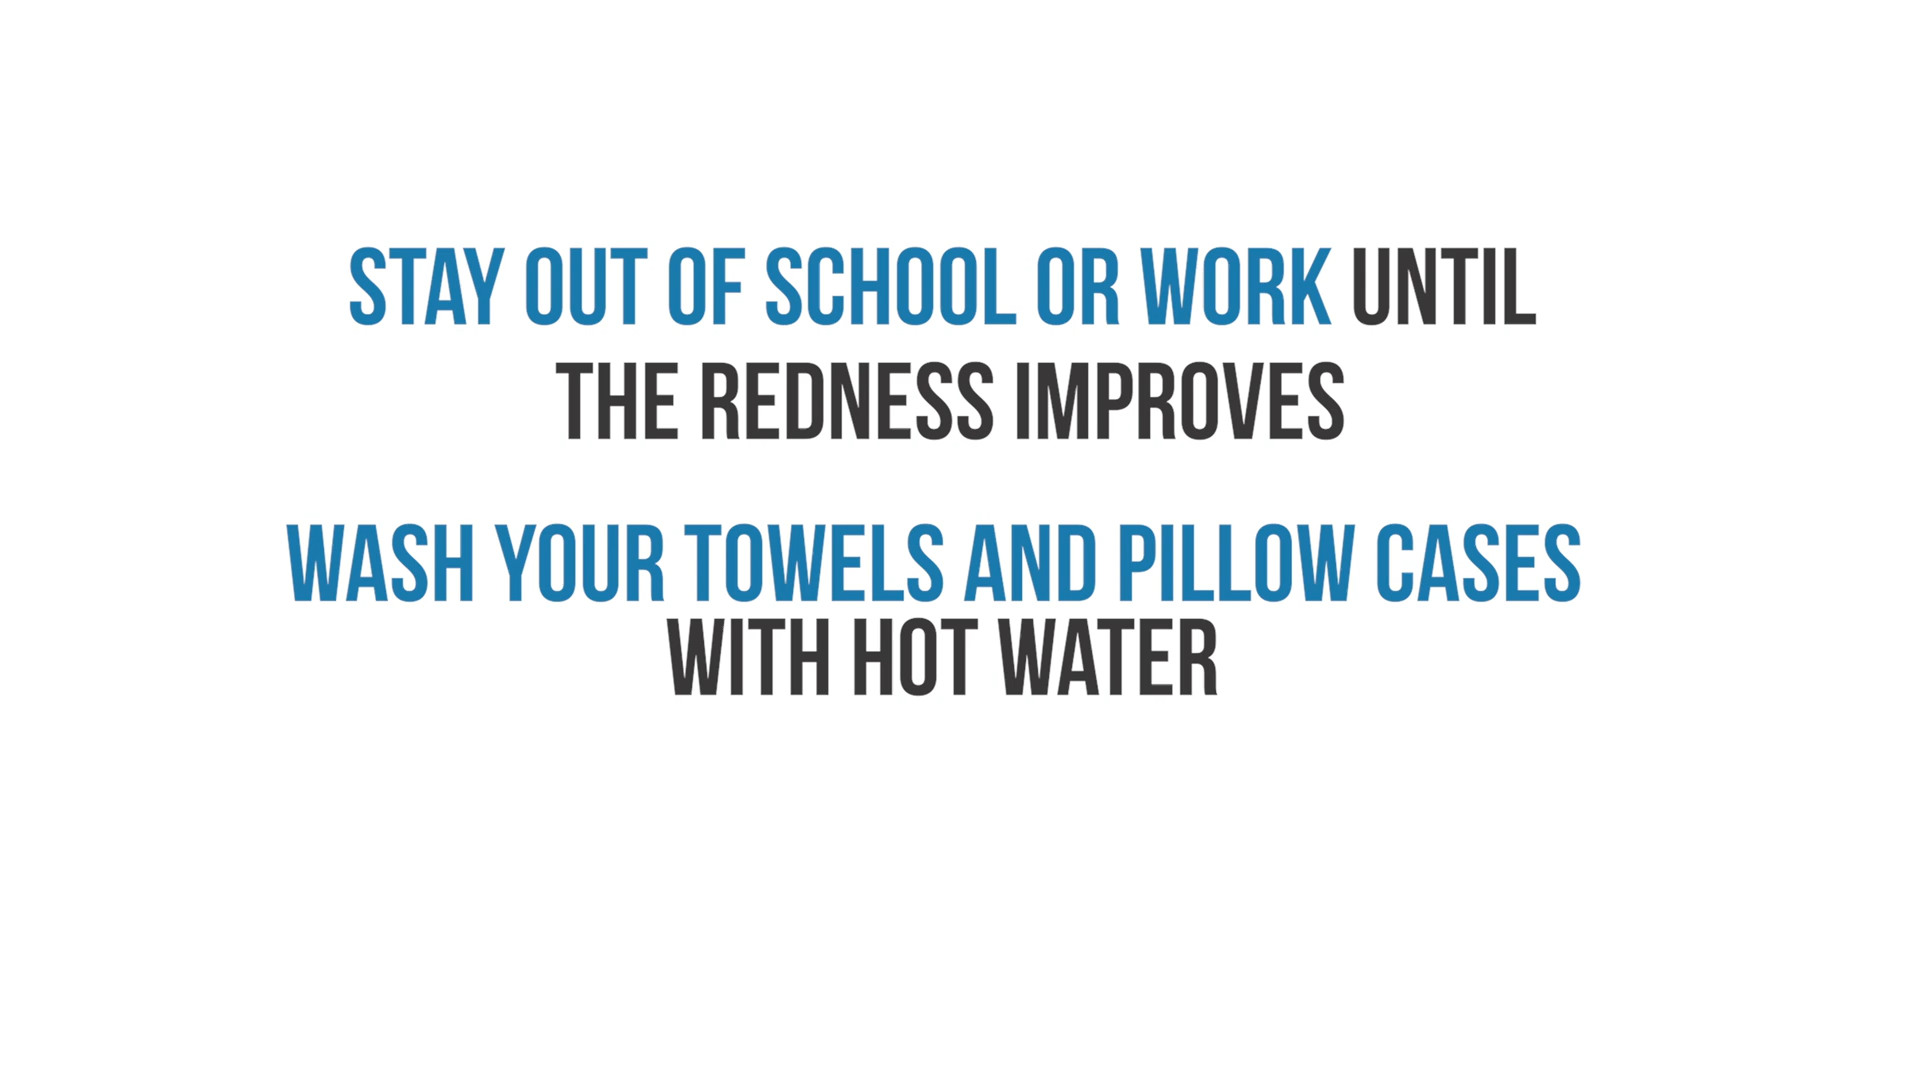 STAY OUT OF SCHOOL OR WORK UNTIL
THE REDNESS IMPROVES
WASH YOUR TOWELS AND PILLOW CASES
WITH HOT WATER